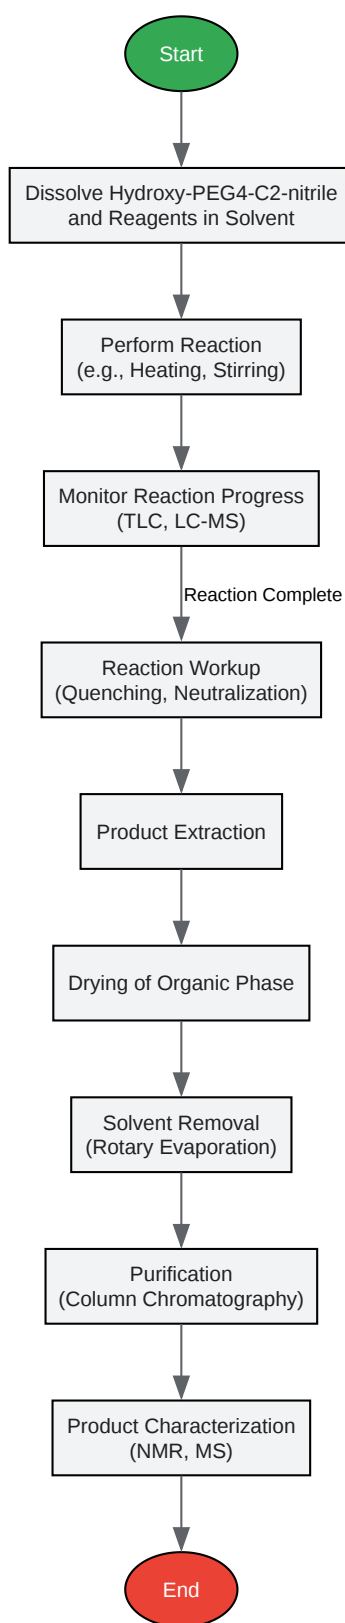 Start
Dissolve Hydroxy-PEG4-C2-nitrile
and Reagents in Solvent
Perform Reaction
(e.g., Heating, Stirring)
Monitor Reaction Progress
(TLC, LC-MS)
Reaction Complete
Reaction Workup
(Quenching, Neutralization)
Product Extraction
Drying of Organic Phase
Solvent Removal
(Rotary Evaporation)
Purification
(Column Chromatography)
Product Characterization
(NMR, MS)
End